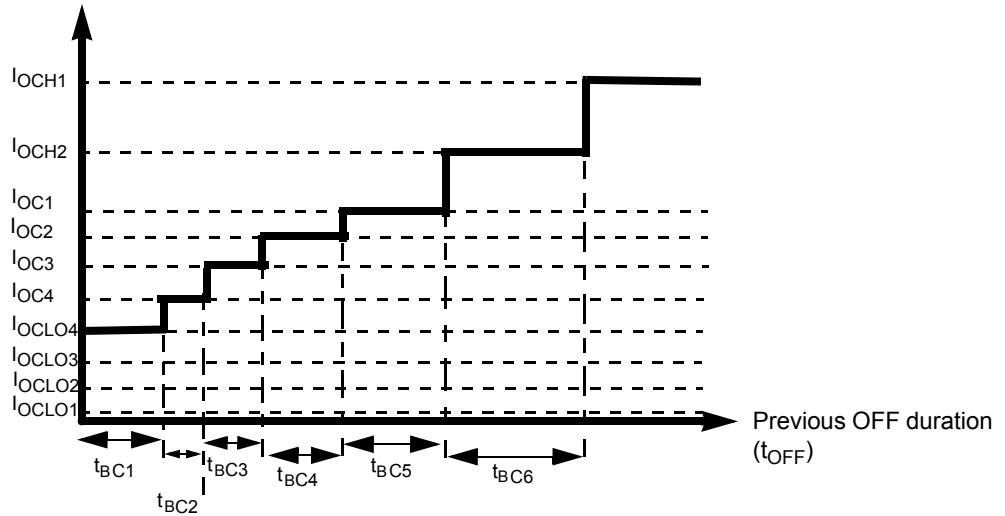 IOCH1
IOCH2
IOC1
IOC2
IOC3
IOC4
IOCLO4
IOCLO3
IOCLO2
IOCLO1
Previous OFF duration
(tOFF)
tBC1
tBC2
tBC3
tBC4
tBC5
tBC6